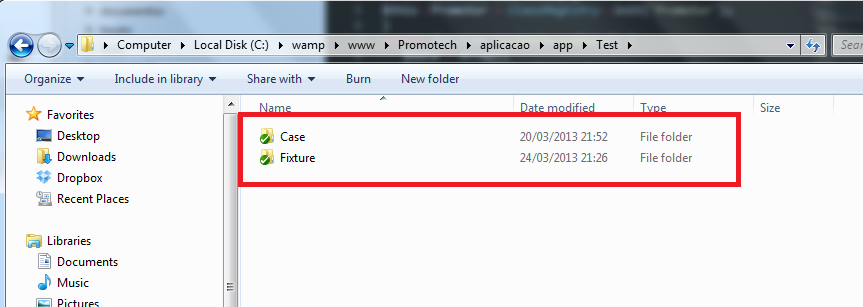 Computer ▸ Local Disk (C:) ▸ wamp ▸ www ▸ Promotech ▸ aplicacao ▸ app ▸ Test ▸ Searc
Organize Include in library Share with Burn New folder
Name Date modified Type Size
Favorites
Desktop
Downloads
Dropbox
Recent Places
Libraries
Documents
Music
Pictures
Case 20/03/2013 21:52 File folder
Fixture 24/03/2013 21:26 File folder